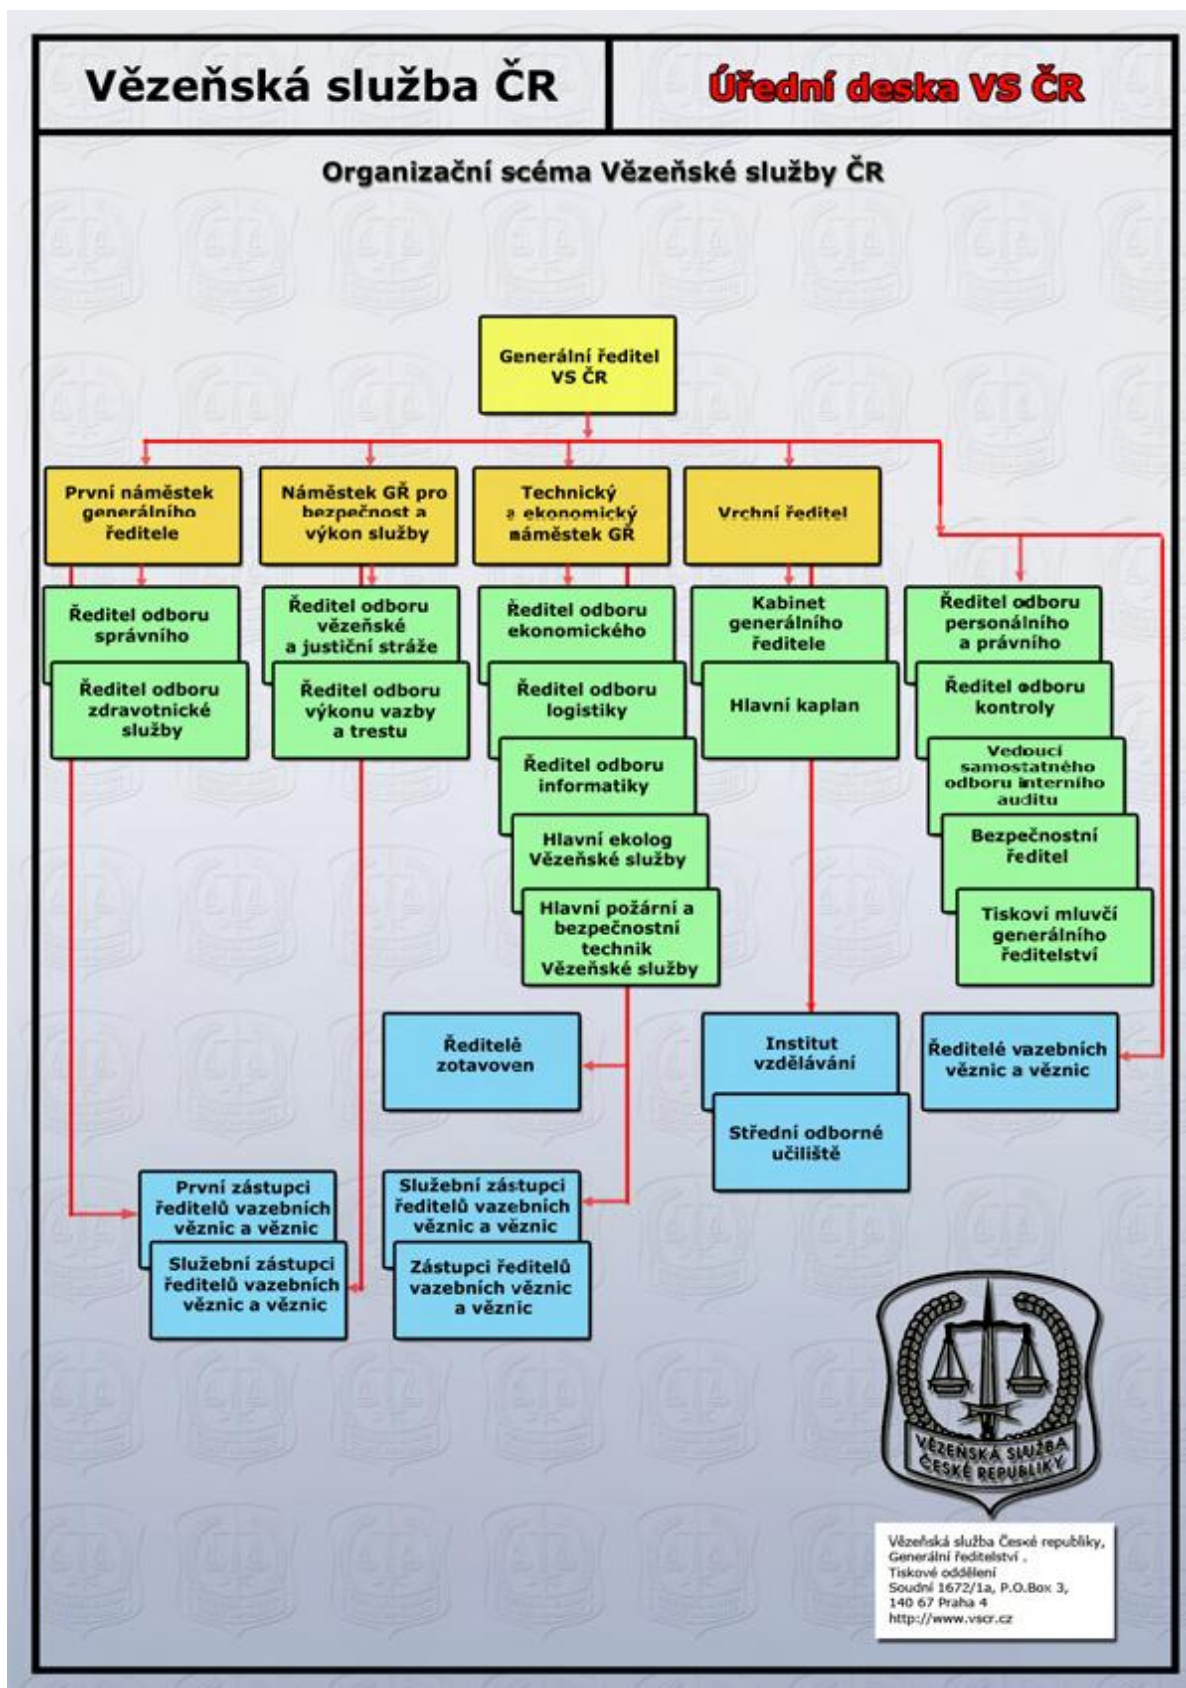 Vězeňská služba ČR
Úřední deska VS ČR
Organizační scéma Vězeňské služby ČR
Generální ředitel
VS ČR
První náměstek
generálního
ředitele
Náměstek GŘ pro
bezpečnost a
výkon služby
Technický
a ekonomický
náměstek GŘ
Vrchní ředitel
Ředitel odboru
správního
Ředitel odboru
zdravotnické
služby
Ředitel odboru
vězeňské
a justiční stráže
Ředitel odboru
výkonu vazby
a trestu
Ředitel odboru
ekonomického
Ředitel odboru
logistiky
Ředitel odboru
informatiky
Hlavní ekolog
Vězeňské služby
Hlavní požární a
bezpečnostní
technik
Vězeňské služby
Kabinet
generálního
ředitele
Hlavní kaplan
Ředitel odboru
personálního
a právního
Ředitel odboru
kontroly
Vedoucí
samostatného
odboru interního
auditu
Bezpečnostní
ředitel
Tiskoví mluvčí
generálního
ředitelství
Ředitelé
zotavoven
Institut
vzdělávání
Střední odborné
učiliště
Ředitelé vazebních
věznic a věznic
První zástupci
ředitelů vazebních
věznic a věznic
Služební zástupci
ředitelů vazebních
věznic a věznic
Služební zástupci
ředitelů vazebních
věznic a věznic
Zástupci ředitelů
vazebních věznic
a věznic
VĚZEŇSKÁ SLUŽBA
ČESKÉ REPUBLIKY
Vězeňská služba České republiky,
Generální ředitelství .
Tiskové oddělení
Soudní 1672/1a, P.O.Box 3,
140 67 Praha 4
http://www.vscr.cz